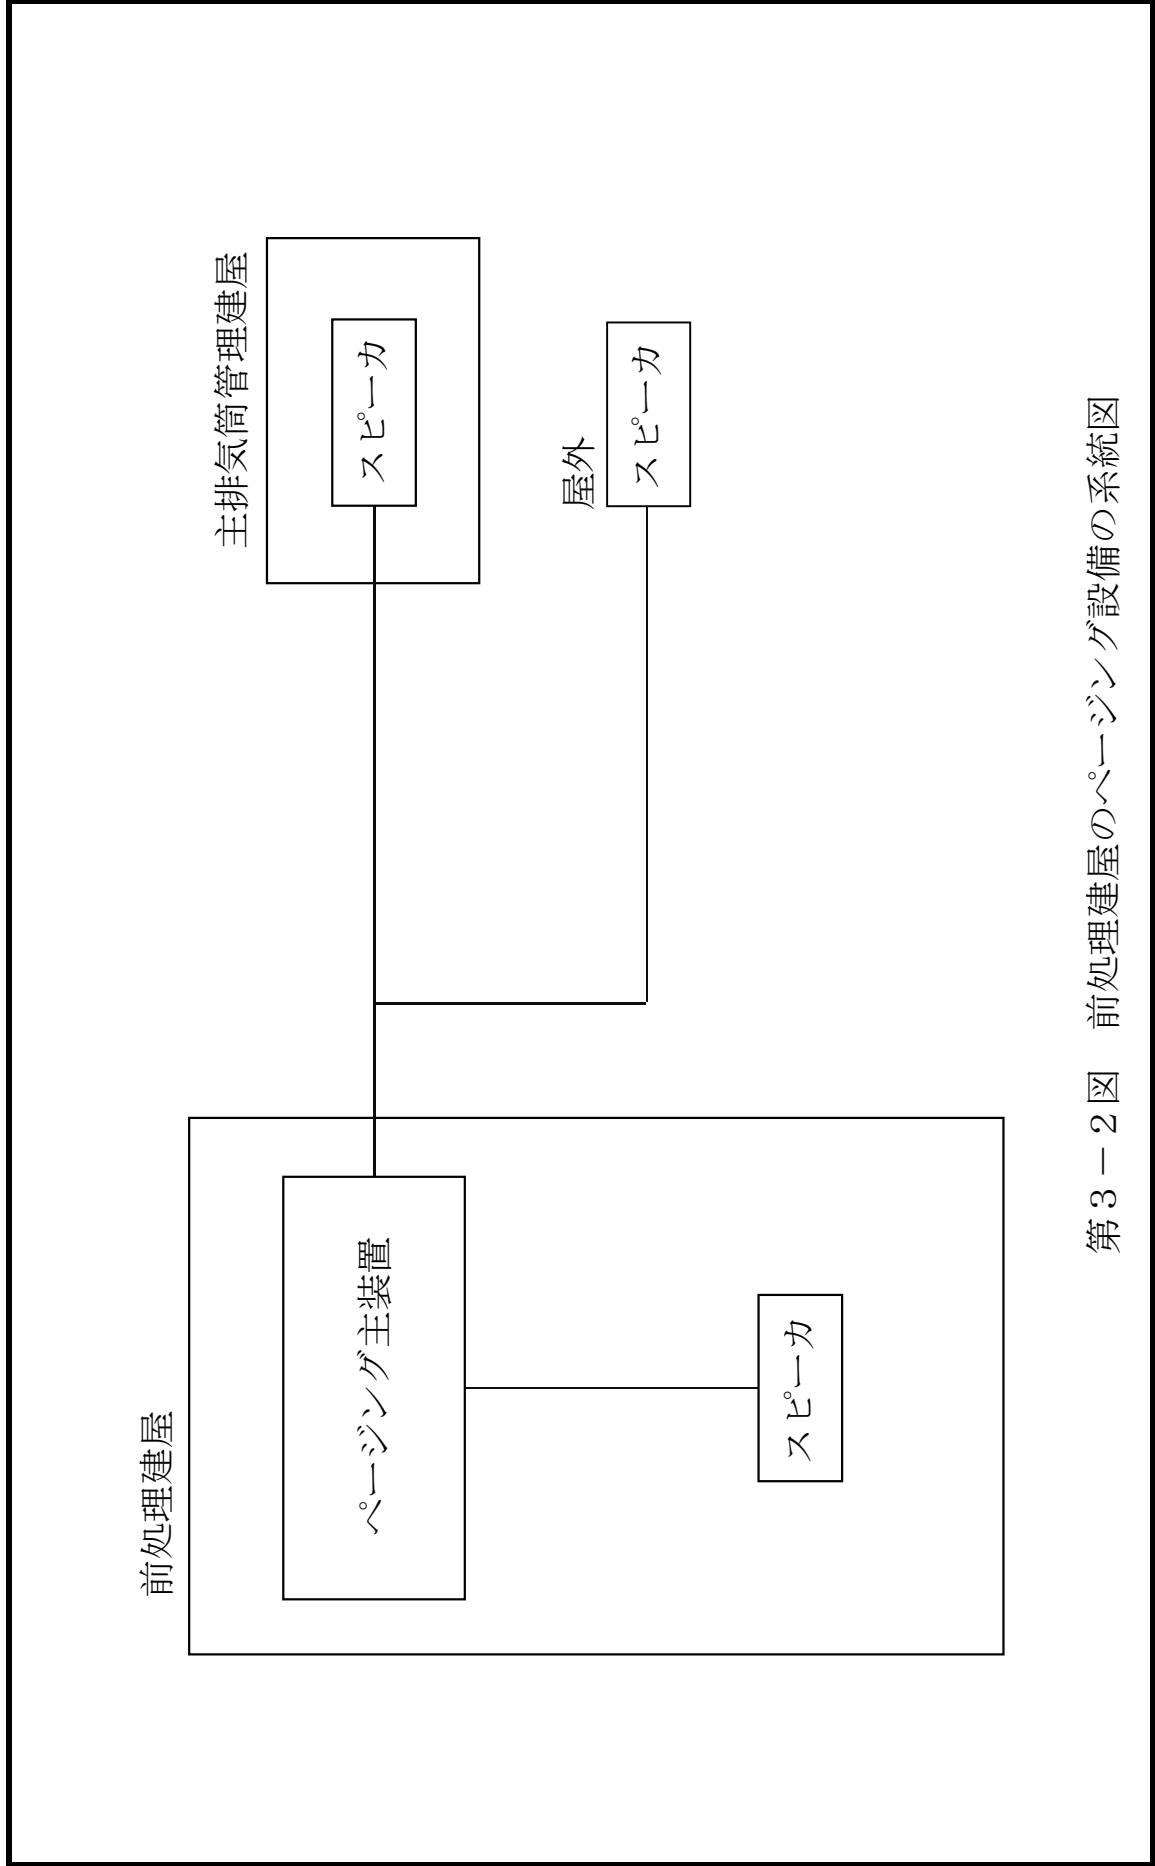 前処理建屋
ページング主装置
スピーカ
主排気筒管理建屋
スピーカ
屋外
スピーカ
第3－2図　前処理建屋のページング設備の系統図